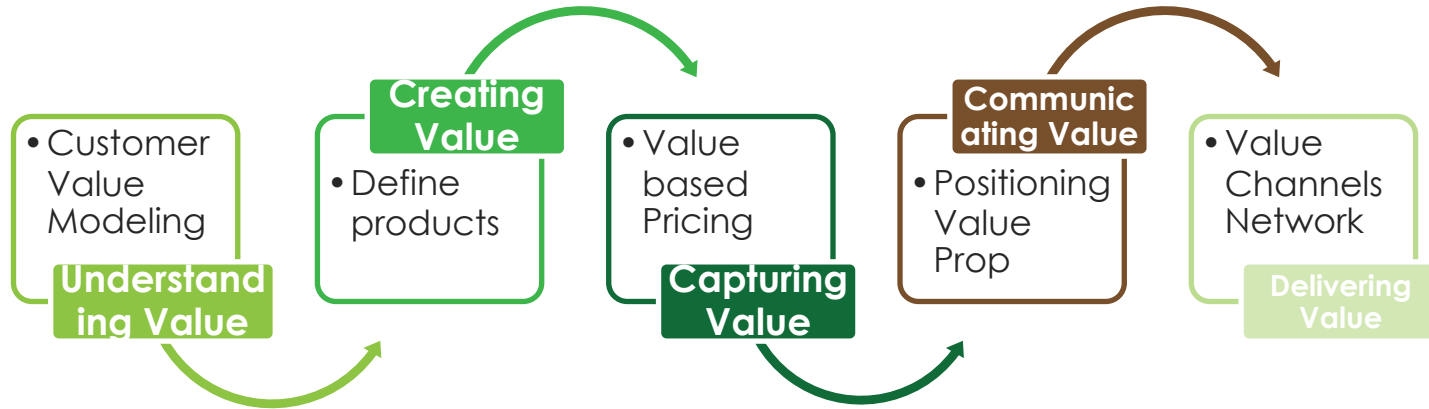 • Customer
Value
Modeling
Understand
ing Value
Creating
Value
• Define
products
• Value
based
Pricing
Capturing
Value
Communic
ating Value
• Positioning
Value
Prop
• Value
Channels
Network
Delivering
Value